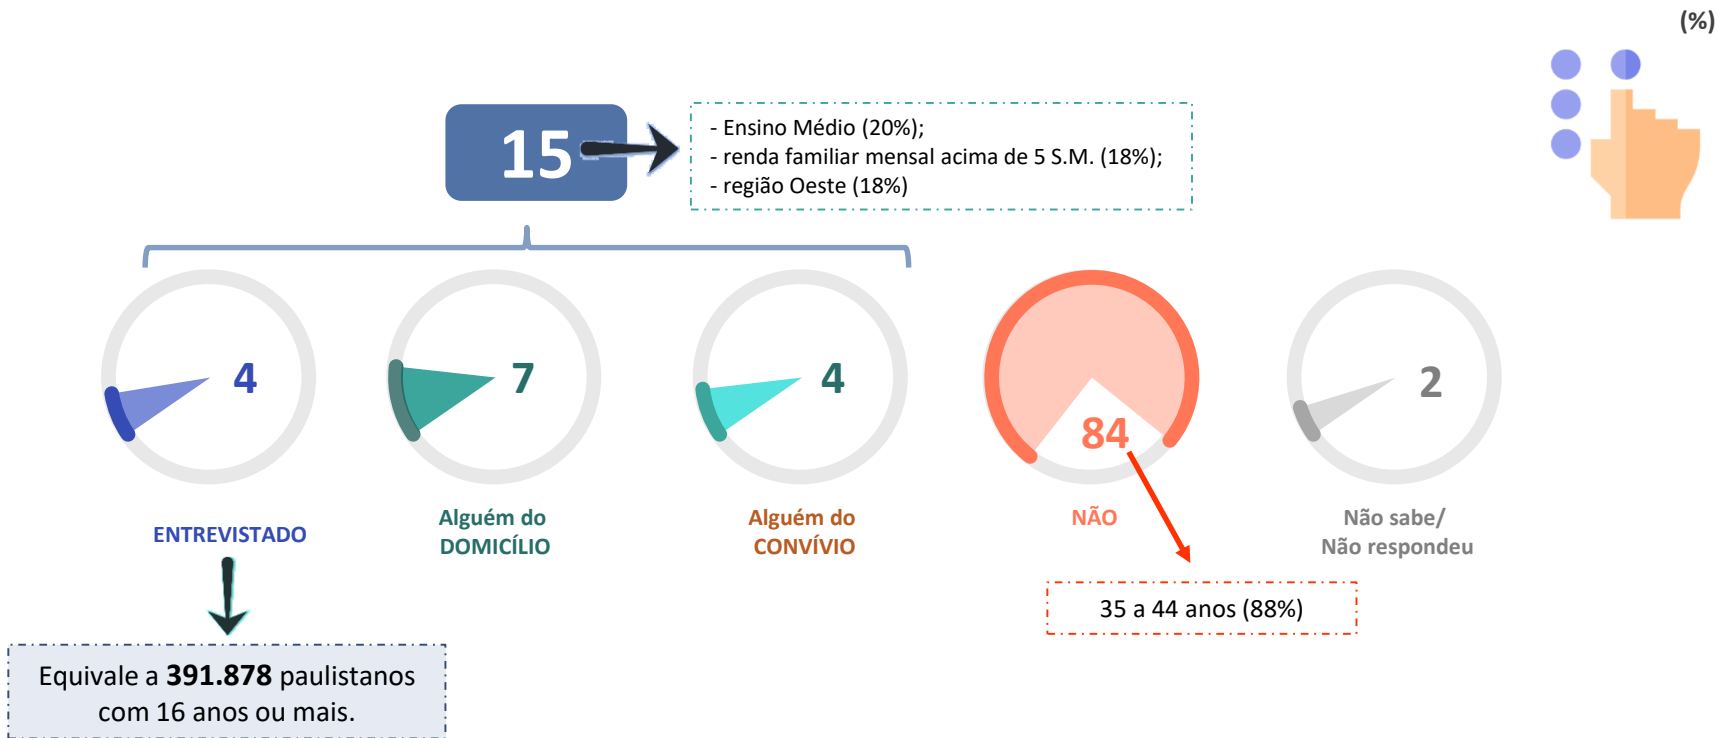 (%)
15
- Ensino Médio (20%);
- renda familiar mensal acima de 5 S.M. (18%);
- região Oeste (18%)
4
7
4
84
2
ENTREVISTADO
Alguém do
DOMICÍLIO
Alguém do
CONVÍVIO
NÃO
Não sabe/
Não respondeu
35 a 44 anos (88%)
Equivale a 391.878 paulistanos
com 16 anos ou mais.